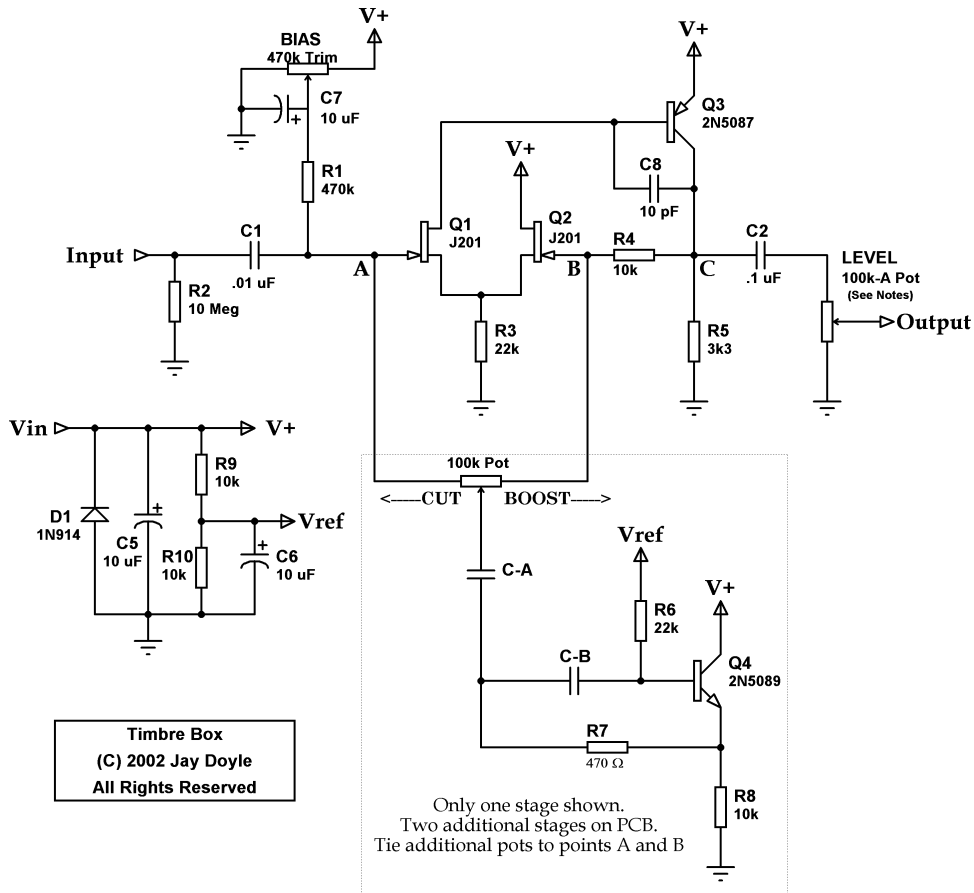 V+
BIAS
470k Trim
C7
10 uF
+
R1
470k
V+
Q3
2N5087
C8
10 pF
V+
Q1
J201
Q2
J201
Input
C1
.01 uF
A
B
R4
10k
C
C2
.1 uF
LEVEL
100k-A Pot
(See Notes)
Output
R2
10 Meg
R3
22k
R5
3k3
Vin
V+
R9
10k
D1
1N914
+
C5
10 uF
Vref
R10
10k
+
C6
10 uF
100k Pot
<-----CUT BOOST----->
C-A
Vref
R6
22k
V+
C-B
Q4
2N5089
R7
470 Ω
R8
10k
Timbre Box
(C) 2002 Jay Doyle
All Rights Reserved
Only one stage shown.
Two additional stages on PCB.
Tie additional pots to points A and B